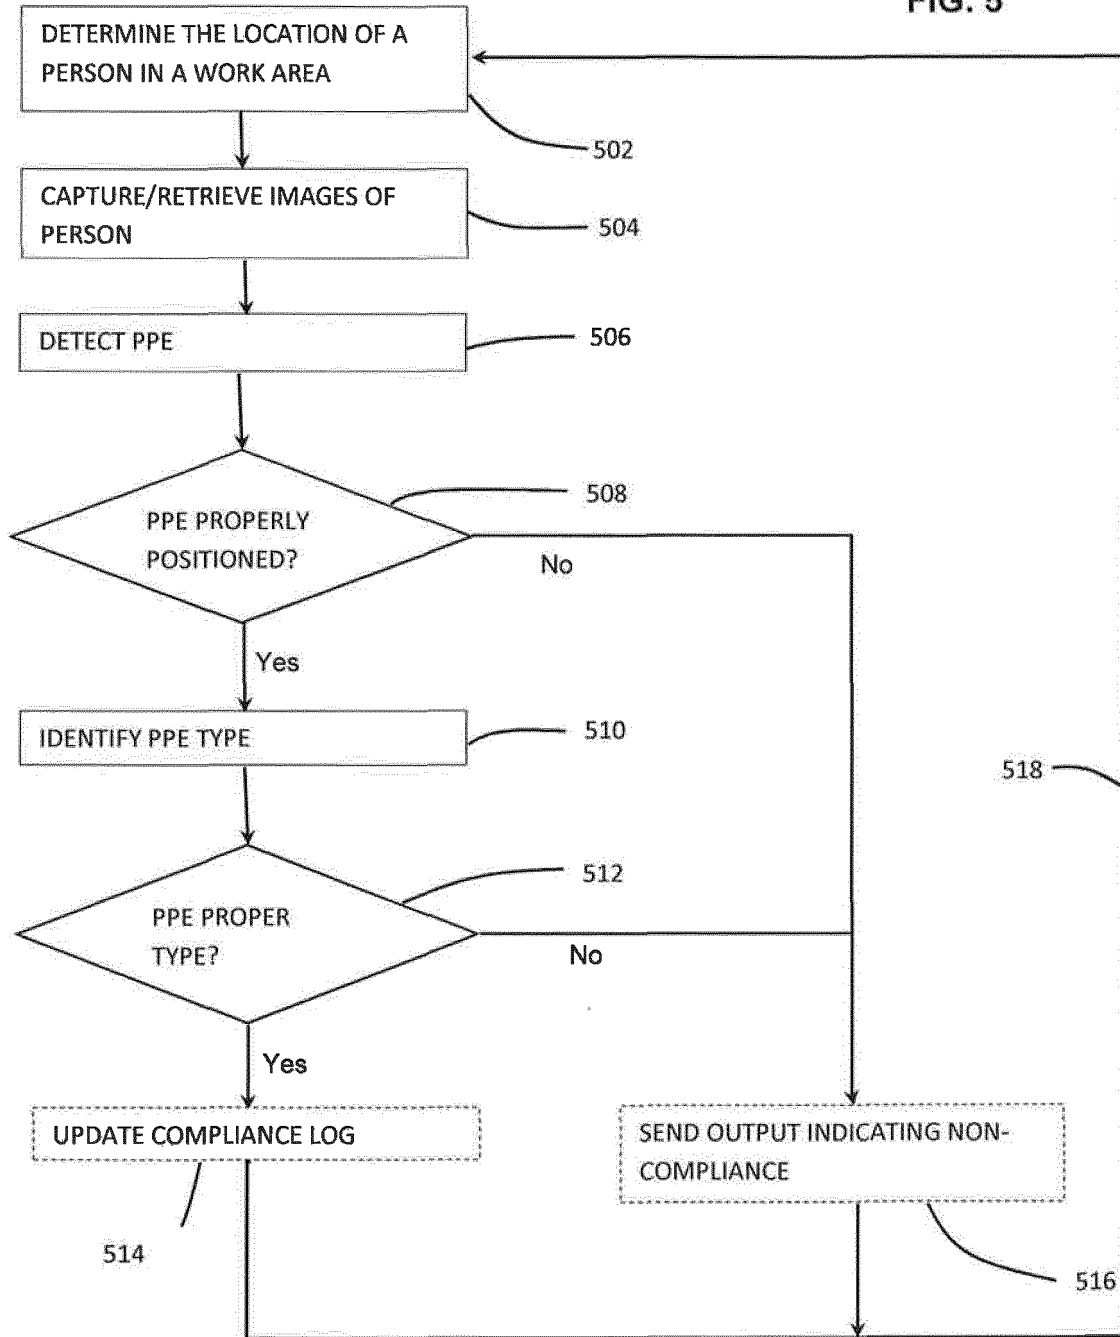 FIG. 5
DETERMINE THE LOCATION OF A
PERSON IN A WORK AREA
502
CAPTURE/RETRIEVE IMAGES OF
PERSON
504
DETECT PPE
506
PPE PROPERLY
POSITIONED?
508
No
Yes
IDENTIFY PPE TYPE
510
518
PPE PROPER
TYPE?
512
No
Yes
UPDATE COMPLIANCE LOG
514
SEND OUTPUT INDICATING NON-
COMPLIANCE
516